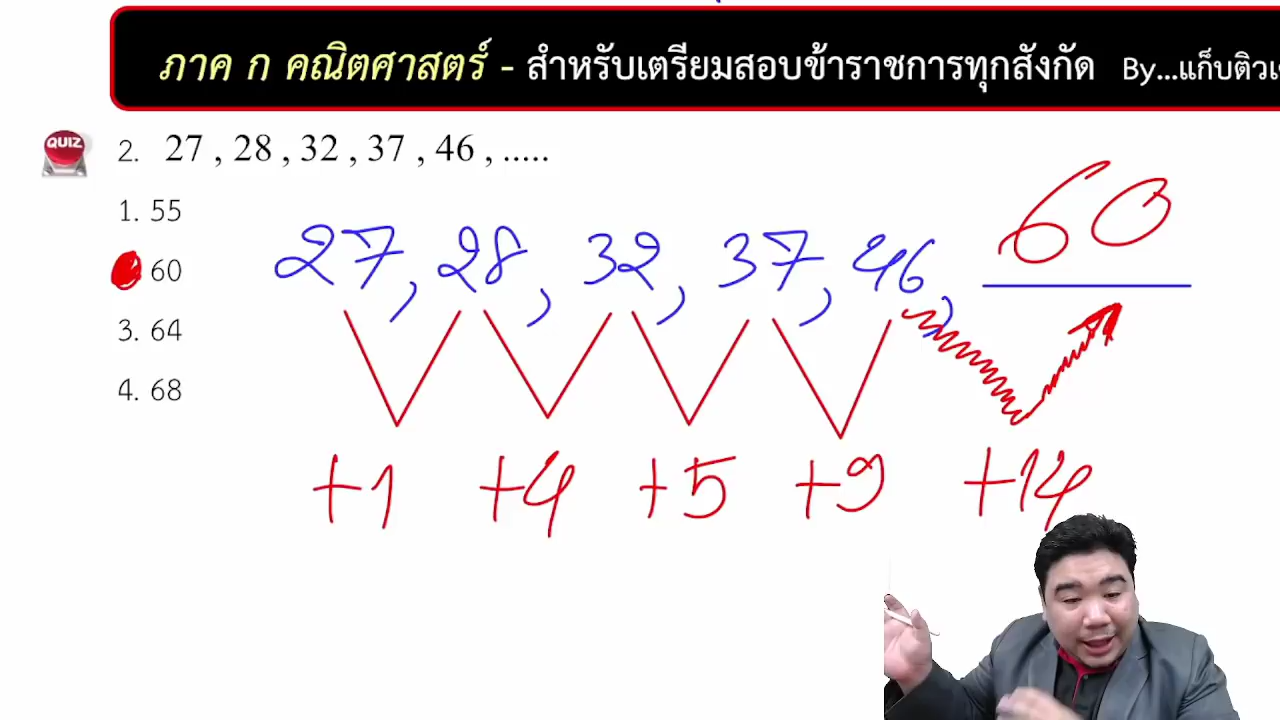 ภาค ก คณิตศาสตร์ - สำหรับเตรียมสอบข้าราชการทุกสังกัด By...แก็บติวเ
QUIZ 2. 27 , 28 , 32 , 37 , 46 , .....
1. 55
60
3. 64
4. 68
27, 28, 32, 37, 46, 60
+1 +4 +5 +9 +14